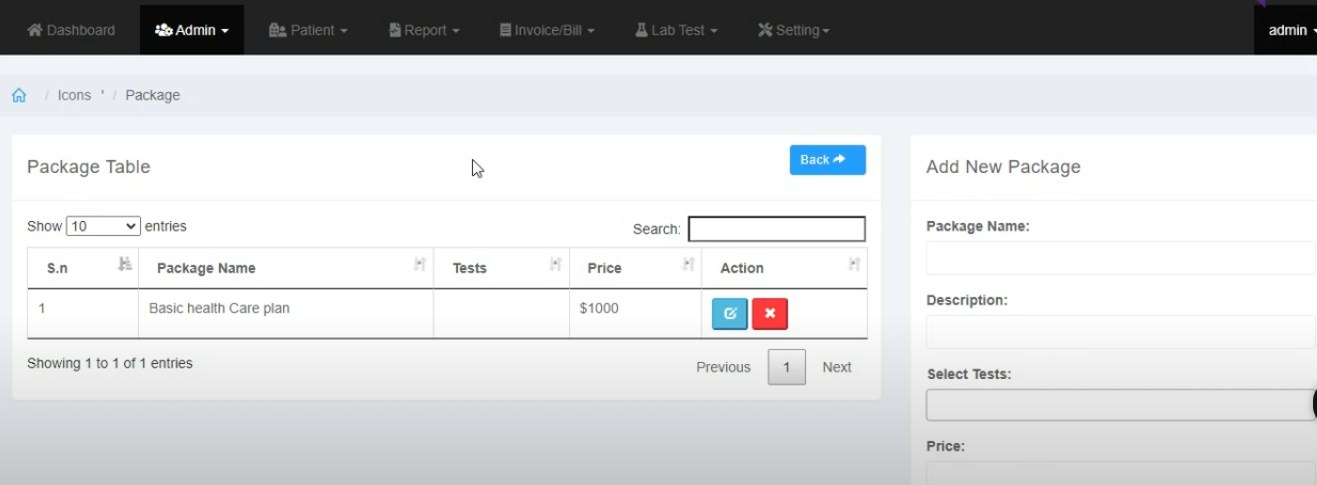 Dashboard Admin Patient Report Invoice/Bill Lab Test Setting admin
/ Icons ' / Package
Package Table
Back
Show 10 entries
Search:
S.n Package Name Tests Price Action
1 Basic health Care plan $1000
Showing 1 to 1 of 1 entries
Previous 1 Next
Add New Package
Package Name:
Description:
Select Tests:
Price: